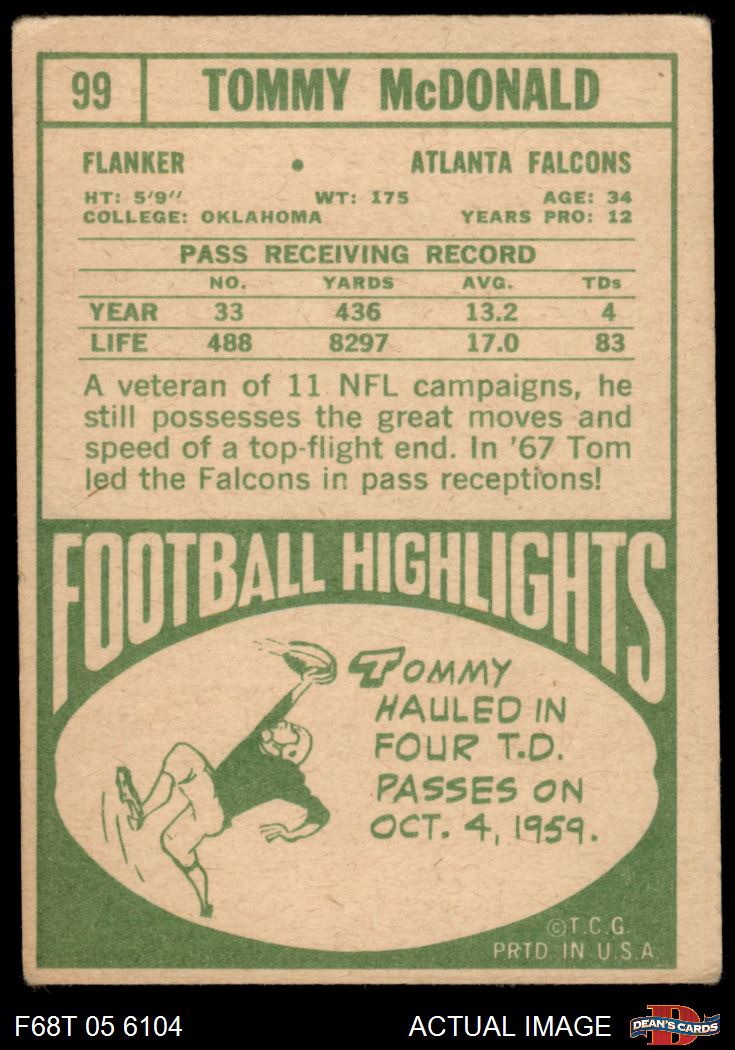 99 TOMMY McDONALD
FLANKER • ATLANTA FALCONS
HT: 5'9" WT: 175 AGE: 34
COLLEGE: OKLAHOMA YEARS PRO: 12
PASS RECEIVING RECORD
NO. YARDS AVG. TDs
YEAR 33 436 13.2 4
LIFE 488 8297 17.0 83
A veteran of 11 NFL campaigns, he
still possesses the great moves and
speed of a top-flight end. In '67 Tom
led the Falcons in pass receptions!
FOOTBALL HIGHLIGHTS
TOMMY
HAULED IN
FOUR T.D.
PASSES ON
OCT. 4, 1959.
©T.C.G.
PRTD. IN U.S.A.
F68T 05 6104 ACTUAL IMAGE DEAN'S CARDS